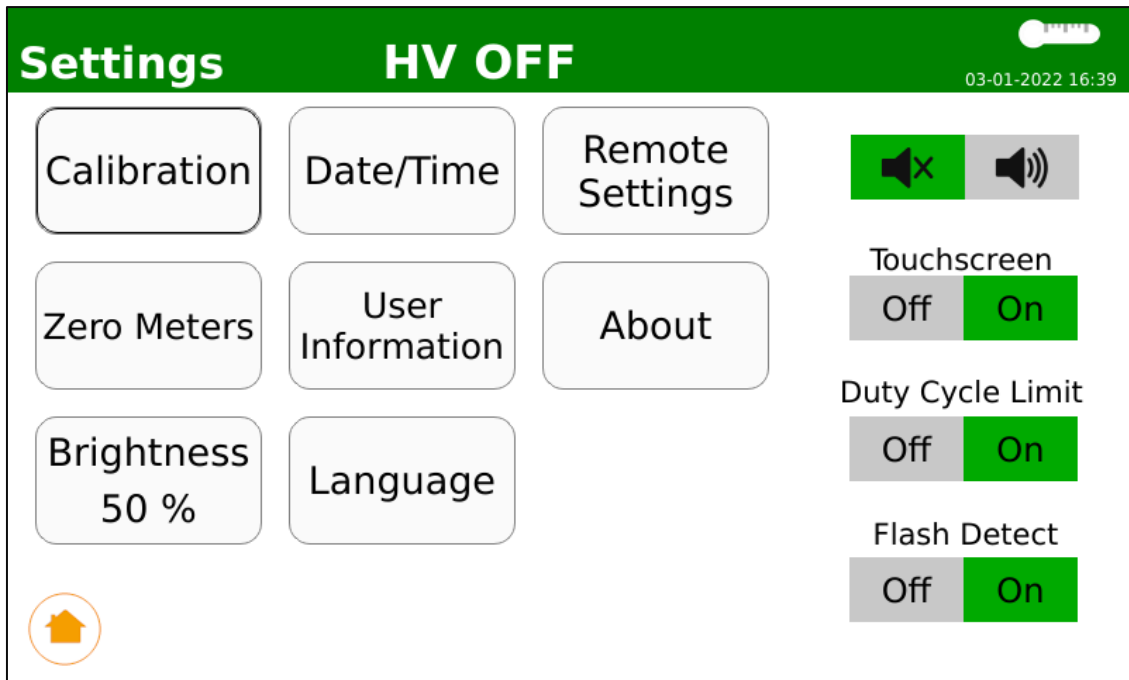 Settings
HV OFF
03-01-2022 16:39
Calibration
Date/Time
Remote
Settings
Zero Meters
User
Information
About
Brightness
50 %
Language
Touchscreen
Off On
Duty Cycle Limit
Off On
Flash Detect
Off On